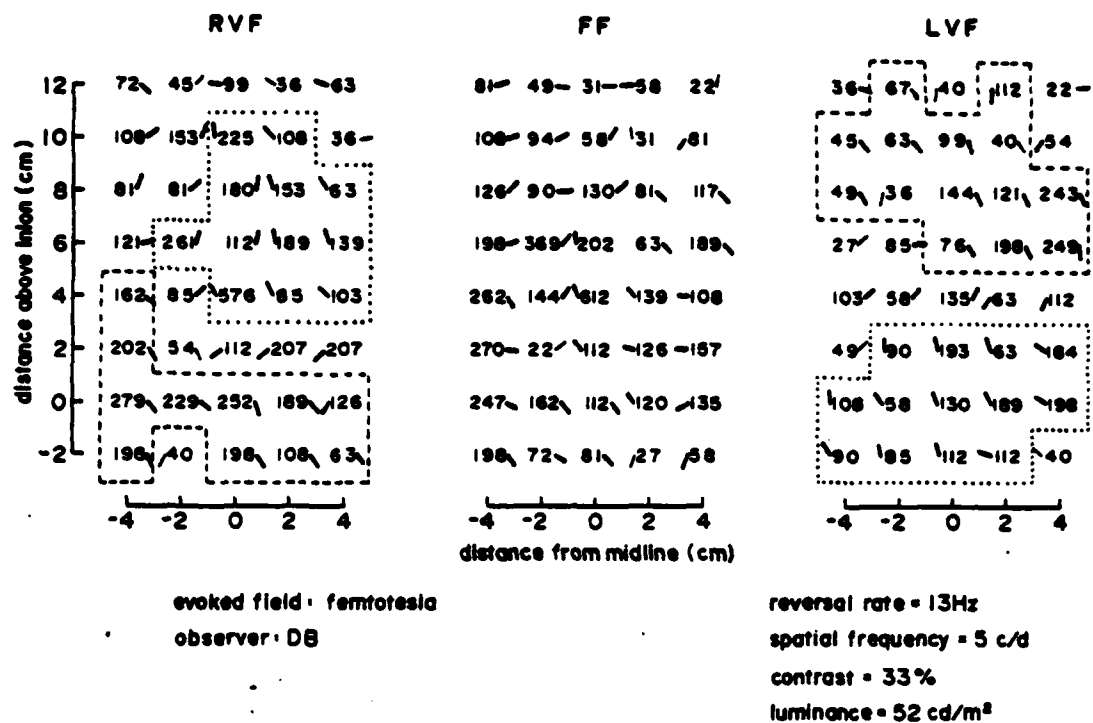 RVF FF LVF
12 72 45 99 36 63 81 49 31 58 22 36 67 40 112 22
10 108 153 225 108 36 108 94 58 31 81 45 63 99 40 54
8 81 81 180 153 63 126 90 130 81 117 49 36 144 121 243
6 121 261 112 189 139 198 369 202 63 189 27 85 76 198 249
4 162 85 576 85 103 262 144 612 139 108 103 58 135 63 112
2 202 54 112 207 207 270 22 112 126 157 49 90 193 63 184
0 279 229 252 189 126 247 162 112 120 135 108 58 130 189 198
-2 198 40 198 108 63 198 72 81 27 58 90 85 112 112 40
distance above inion (cm)
-4 -2 0 2 4 -4 -2 0 2 4 -4 -2 0 2 4
distance from midline (cm)
evoked field : femtotesla
observer : DB
reversal rate = 13Hz
spatial frequency = 5 c/d
contrast = 33%
luminance = 52 cd/m²